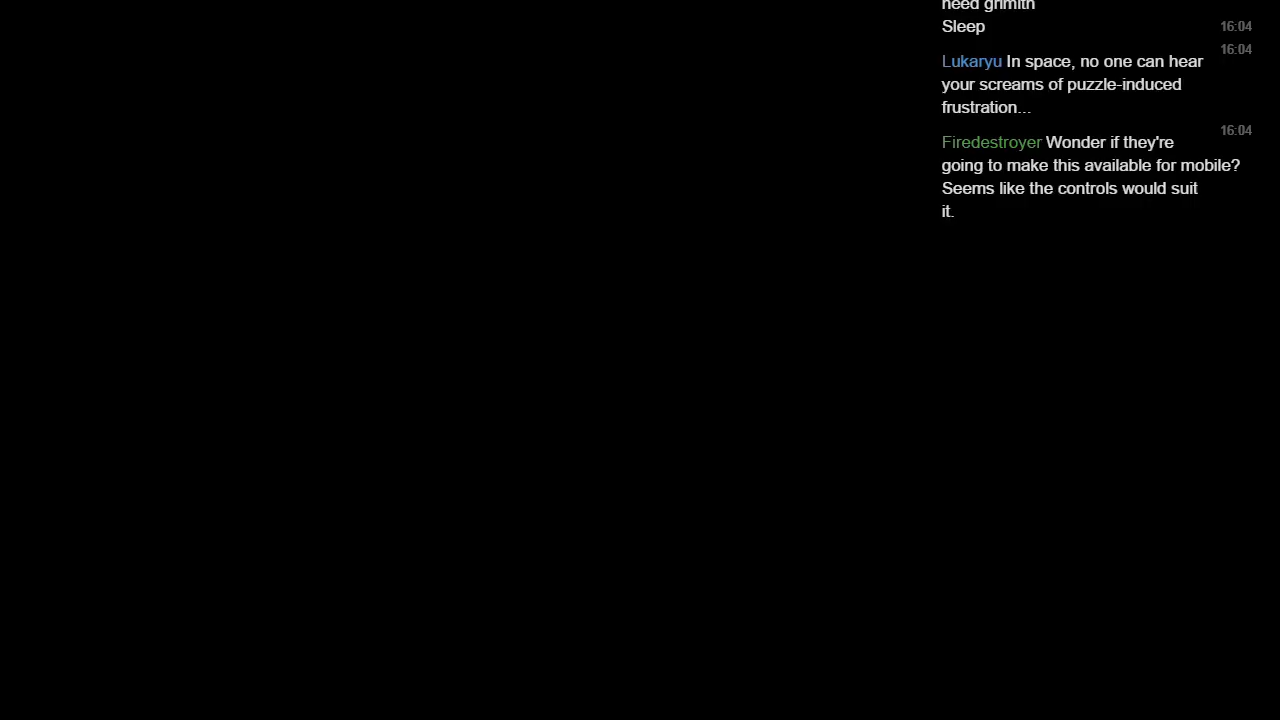 need grimith
Sleep 16:04
16:04
Lukaryu In space, no one can hear
your screams of puzzle-induced
frustration...
16:04
Firedestroyer Wonder if they're
going to make this available for mobile?
Seems like the controls would suit
it.